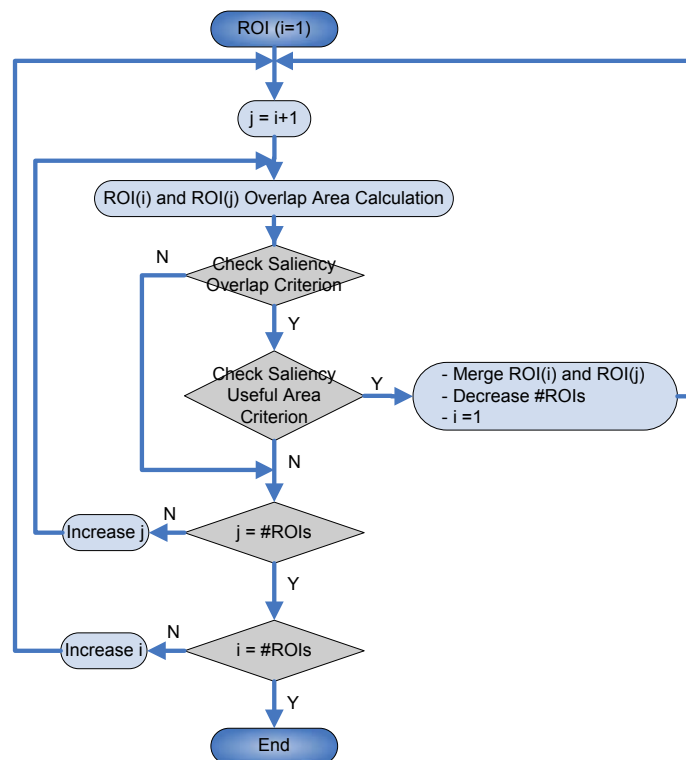 ROI (i=1)
j = i+1
ROI(i) and ROI(j) Overlap Area Calculation
N
Check Saliency
Overlap Criterion
Y
Check Saliency
Useful Area
Criterion
Y
- Merge ROI(i) and ROI(j)
- Decrease #ROIs
- i =1
N
N
Increase j
j = #ROIs
Y
N
Increase i
i = #ROIs
Y
End